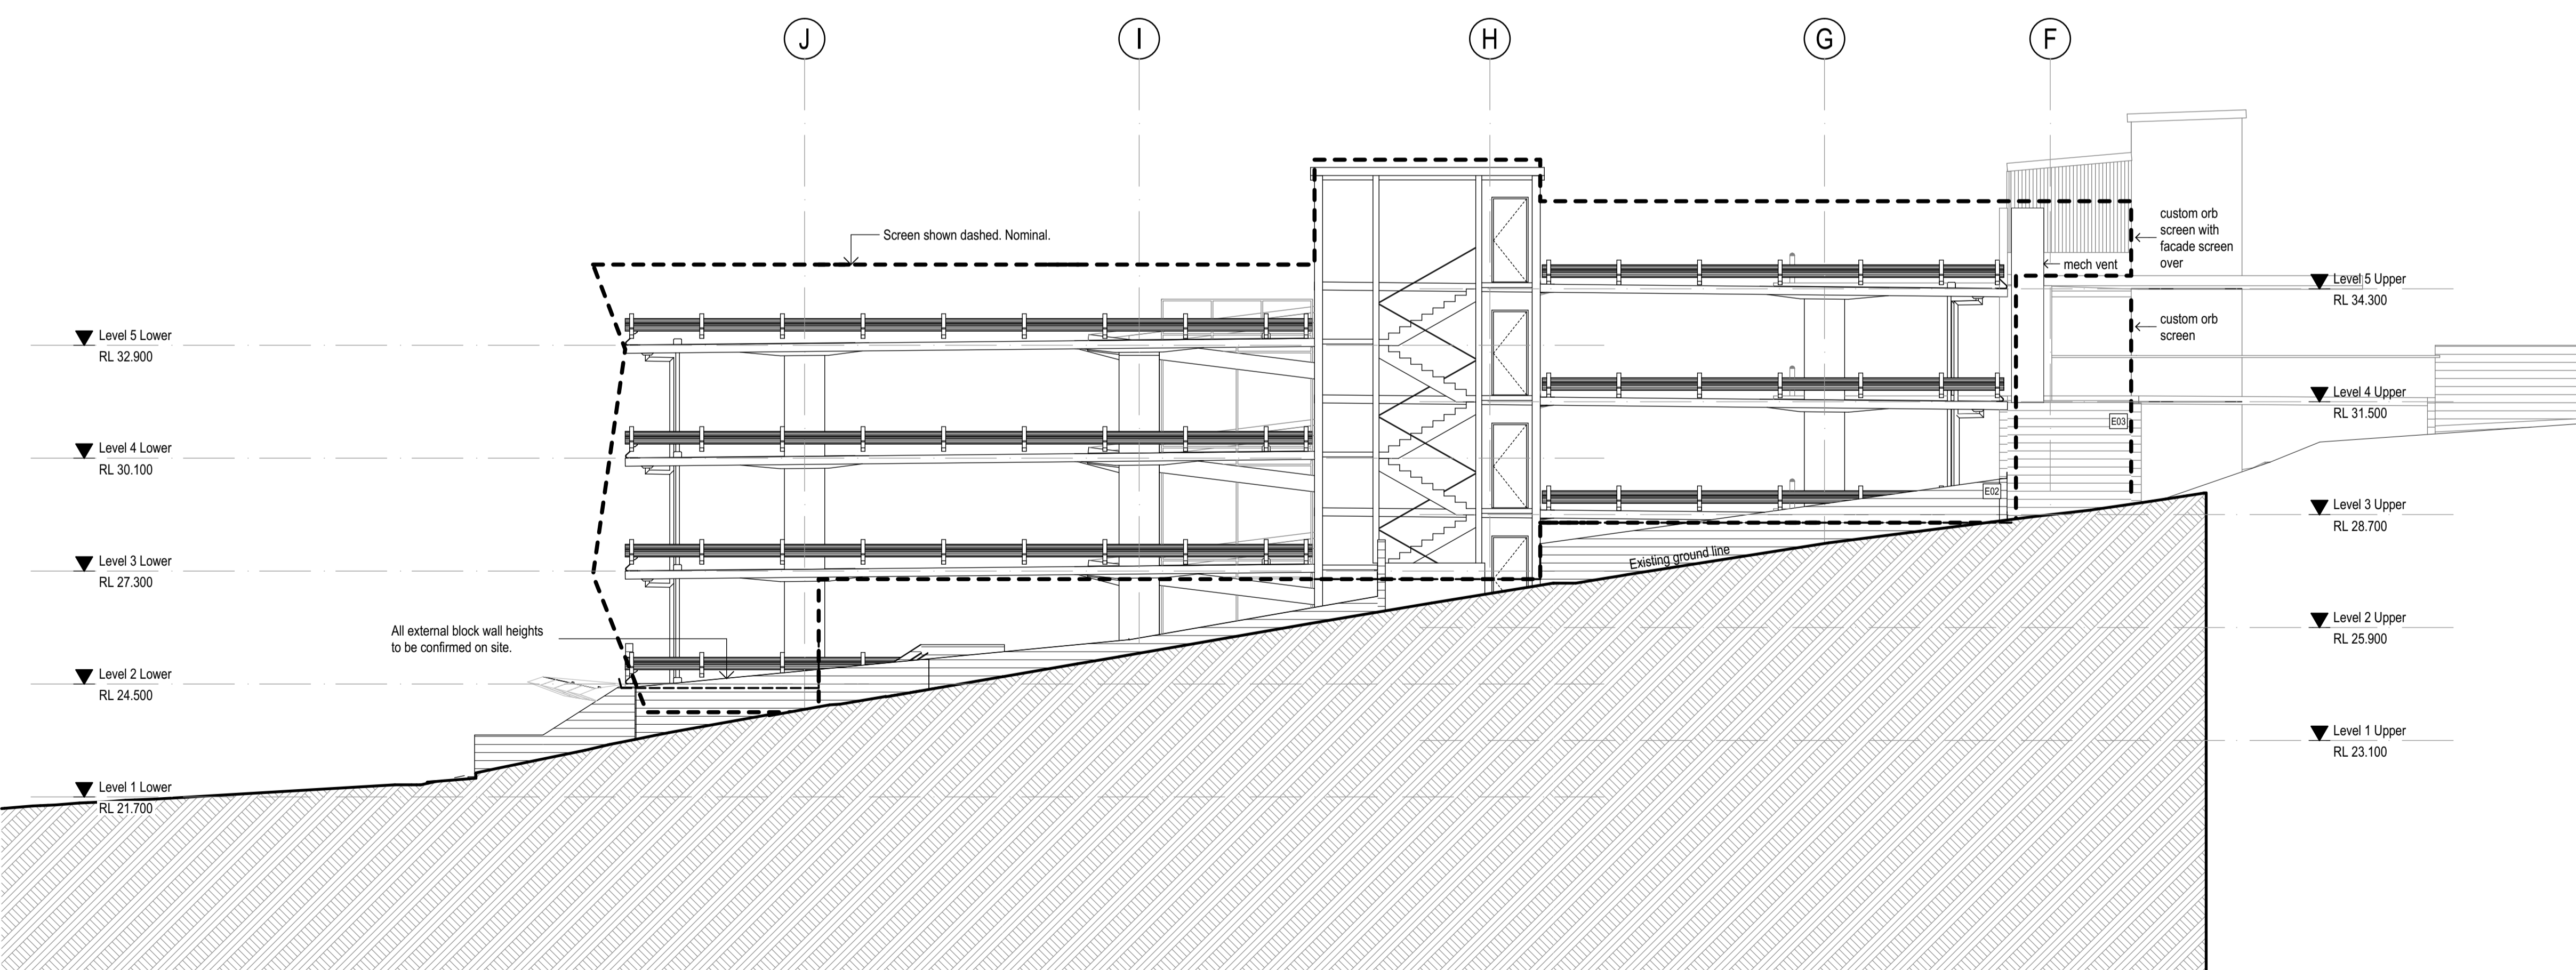 J
I
H
G
F
Screen shown dashed. Nominal.
custom orb
screen with
facade screen
over
mech vent
Level 5 Upper
RL 34.300
custom orb
screen
Level 5 Lower
RL 32.900
Level 4 Upper
RL 31.500
E03
Level 4 Lower
RL 30.100
E02
Level 3 Upper
RL 28.700
Existing ground line
Level 3 Lower
RL 27.300
Level 2 Upper
RL 25.900
All external block wall heights
to be confirmed on site.
Level 2 Lower
RL 24.500
Level 1 Upper
RL 23.100
Level 1 Lower
RL 21.700